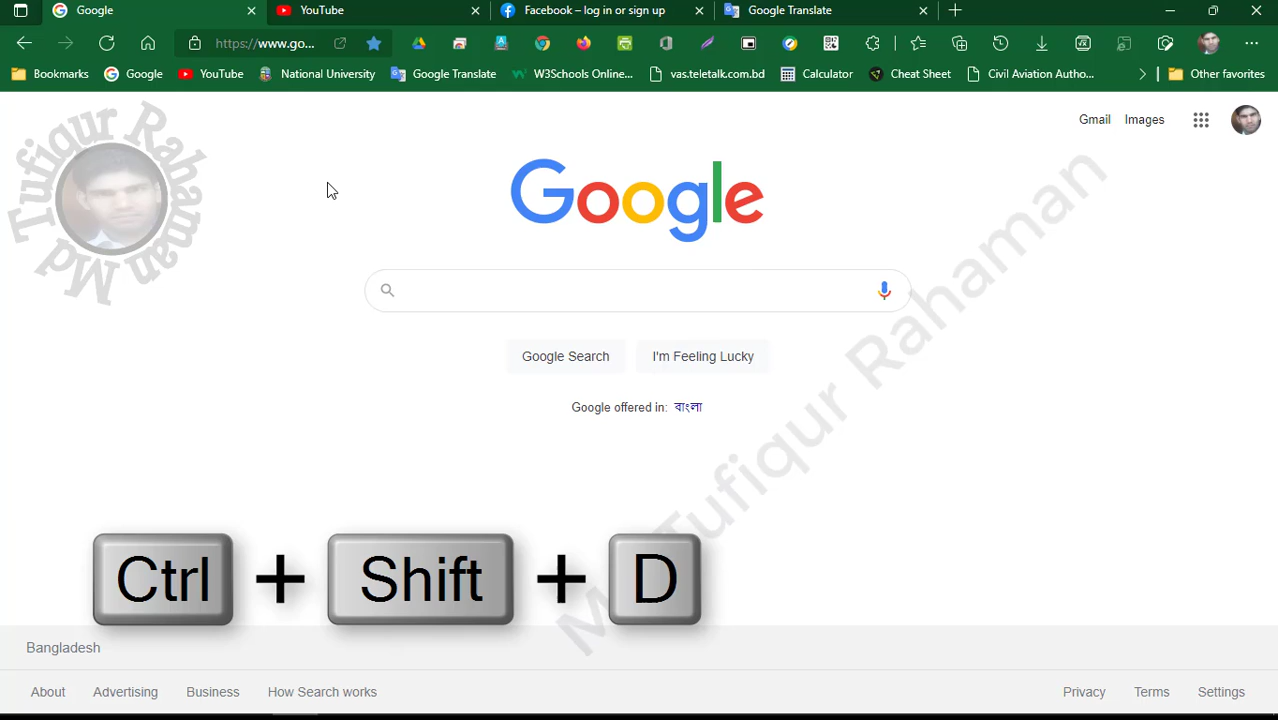 Google YouTube Facebook – log in or sign up Google Translate
https://www.go...
Bookmarks Google YouTube National University Google Translate W3Schools Online... vas.teletalk.com.bd Calculator Cheat Sheet Civil Aviation Autho... Other favorites
Gmail Images
Md Tufiqur Rahaman
Google
Google Search I'm Feeling Lucky
Google offered in: বাংলা
Md Tufiqur Rahaman
Ctrl + Shift + D
Bangladesh
About Advertising Business How Search works Privacy Terms Settings